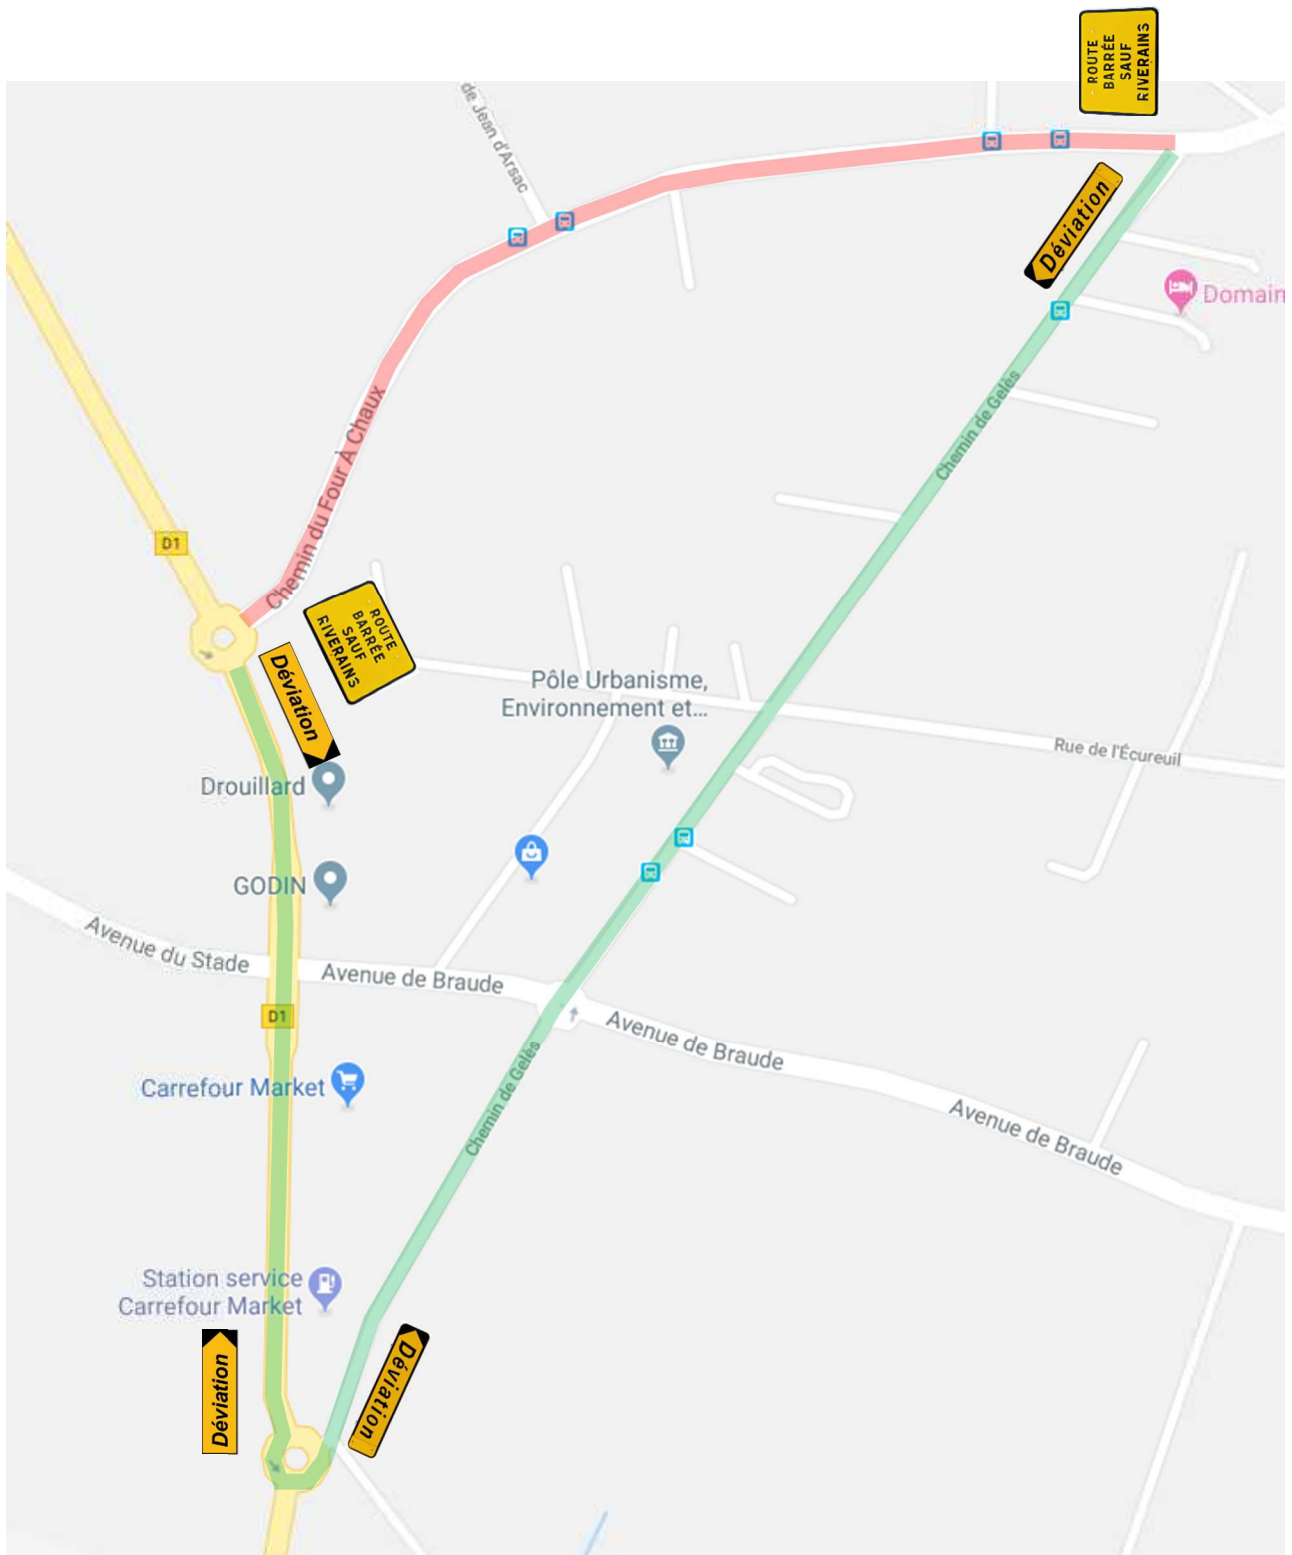 ROUTE
BARRÉE
SAUF
RIVERAINS
de Jean d'Arsac
Déviation
Domain
Chemin de Gelès
Chemin du Four À Chaux
D1
ROUTE
BARRÉE
SAUF
RIVERAINS
Déviation
Pôle Urbanisme,
Environnement et...
Rue de l'Écureuil
Drouillard
GODIN
Avenue du Stade
Avenue de Braude
D1
Avenue de Braude
Chemin de Gelès
Carrefour Market
Avenue de Braude
Station service
Carrefour Market
Déviation
Déviation